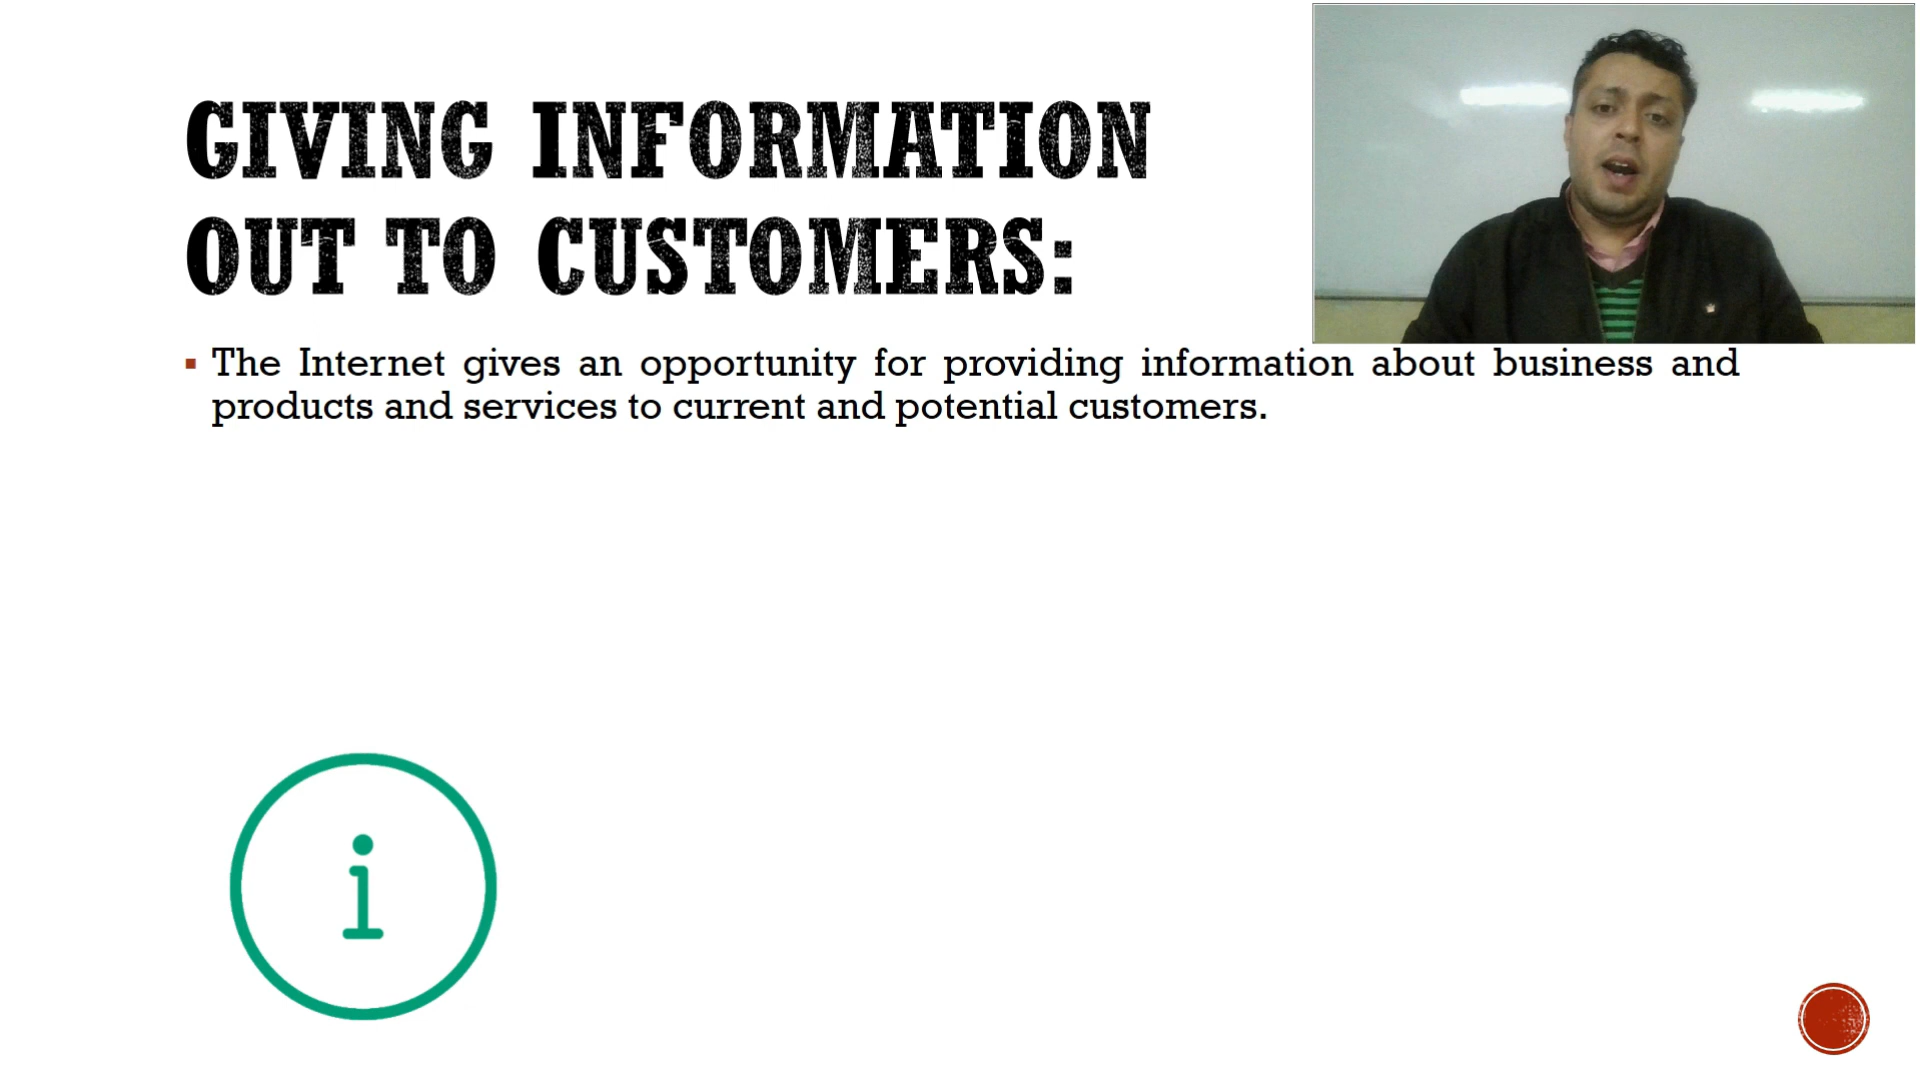 GIVING INFORMATION
OUT TO CUSTOMERS:
▪ The Internet gives an opportunity for providing information about business and
products and services to current and potential customers.
i